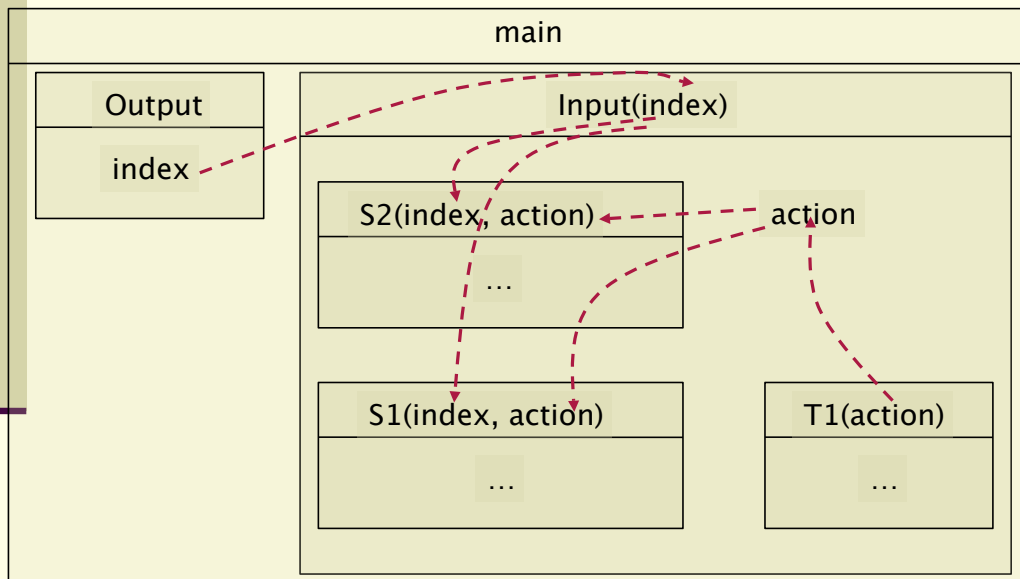 main
Output
index
Input(index)
S2(index, action)
...
action
S1(index, action)
...
T1(action)
...